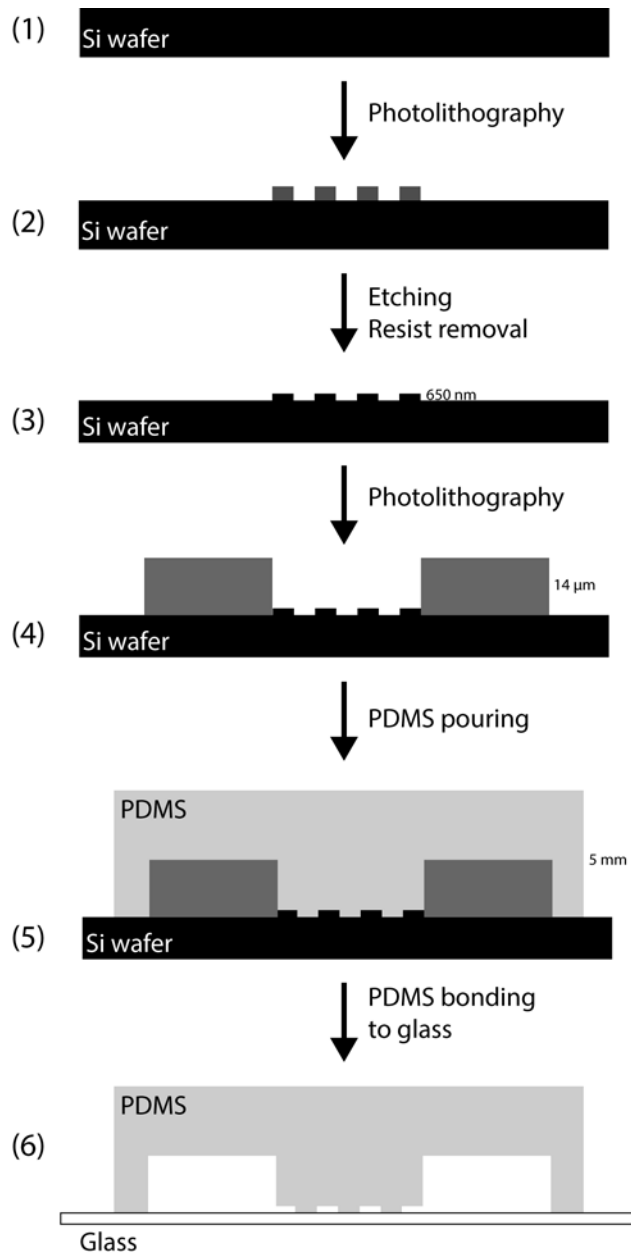 (1)
Si wafer
Photolithography
(2)
Si wafer
Etching
Resist removal
650 nm
(3)
Si wafer
Photolithography
14 µm
(4)
Si wafer
PDMS pouring
PDMS
5 mm
(5)
Si wafer
PDMS bonding
to glass
PDMS
(6)
Glass